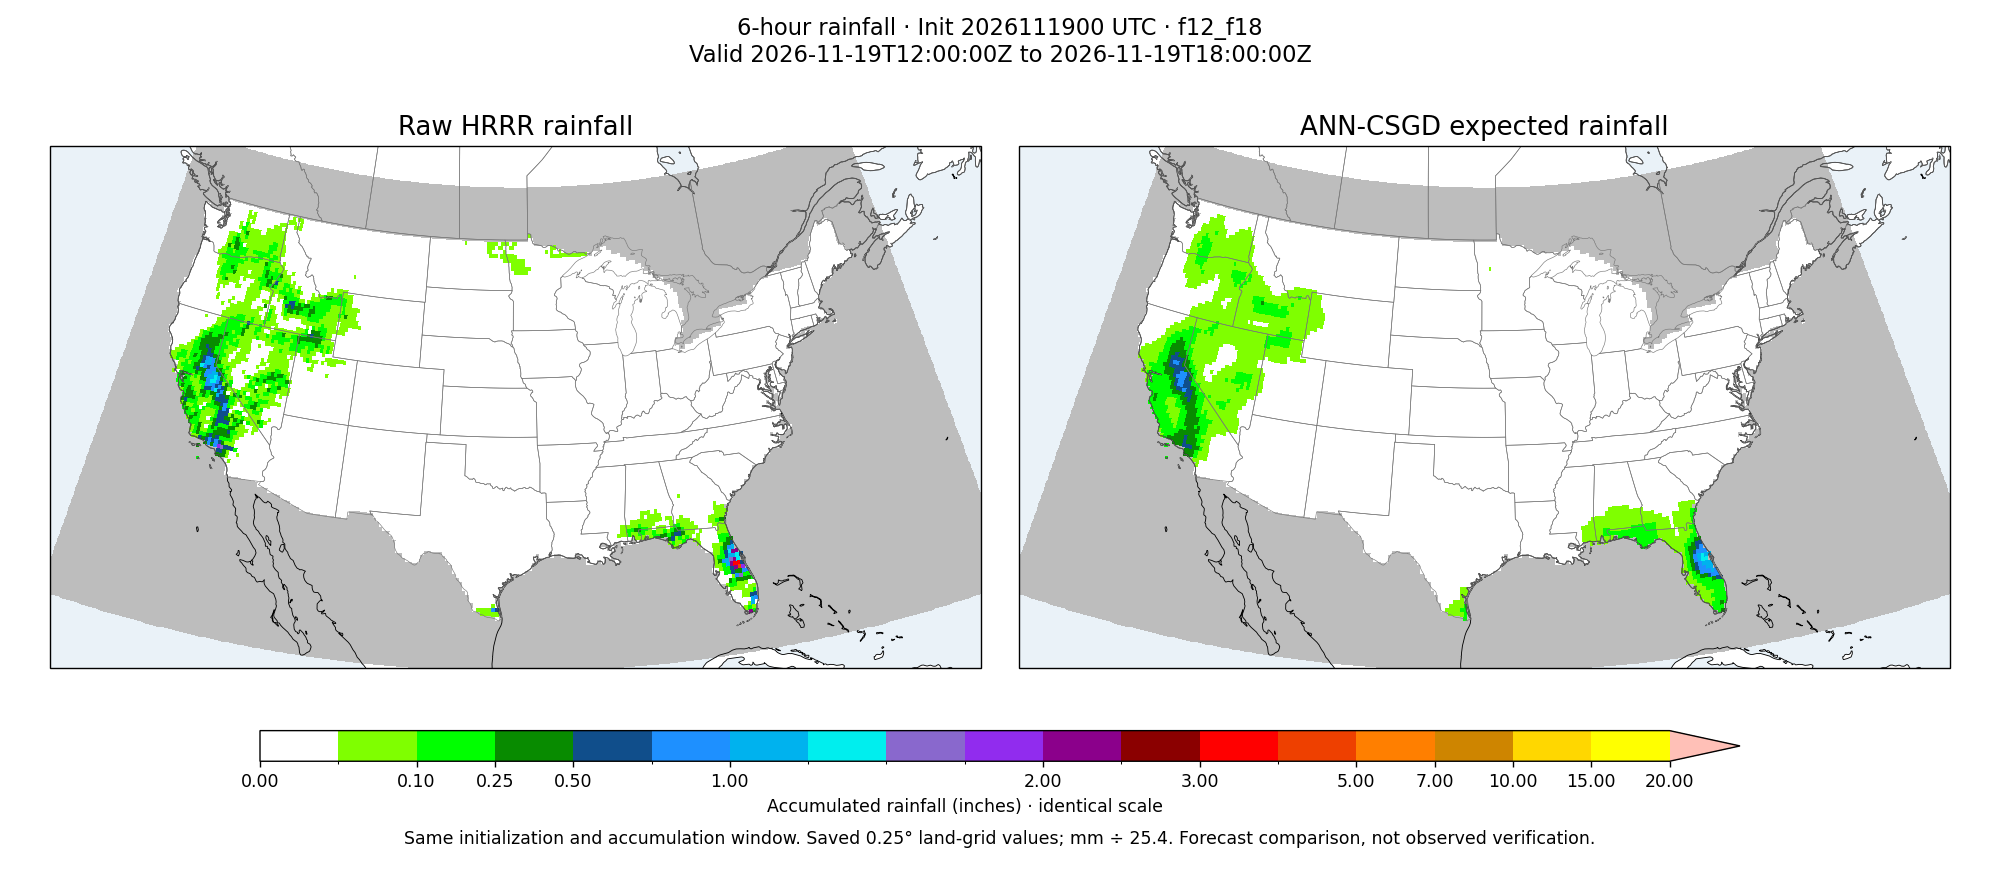 6-hour rainfall · Init 2026111900 UTC · f12_f18
Valid 2026-11-19T12:00:00Z to 2026-11-19T18:00:00Z
Raw HRRR rainfall
ANN-CSGD expected rainfall
0.00 0.10 0.25 0.50 1.00 2.00 3.00 5.00 7.00 10.00 15.00 20.00
Accumulated rainfall (inches) · identical scale
Same initialization and accumulation window. Saved 0.25° land-grid values; mm ÷ 25.4. Forecast comparison, not observed verification.